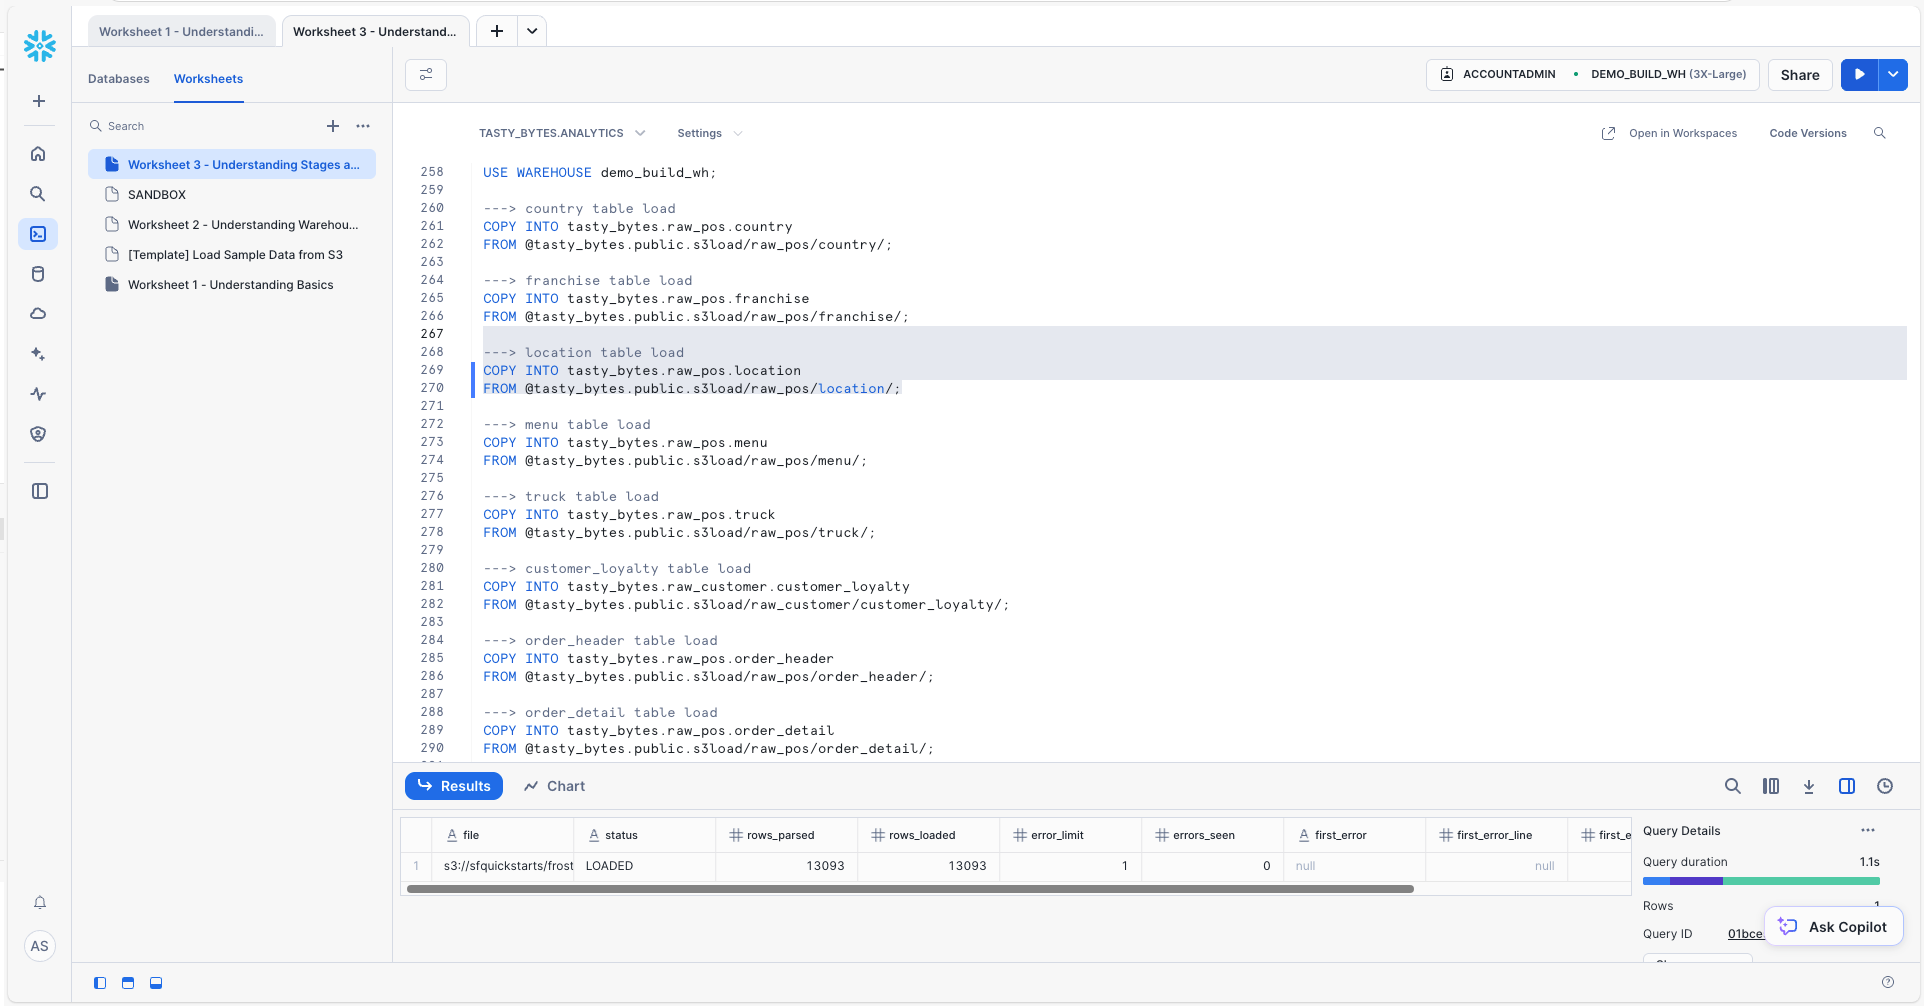 Worksheet 1 - Understandi...
Worksheet 3 - Understand...
Databases
Worksheets
ACCOUNTADMIN
DEMO_BUILD_WH (3X-Large)
Share
Search
Worksheet 3 - Understanding Stages a...
SANDBOX
Worksheet 2 - Understanding Warehou...
[Template] Load Sample Data from S3
Worksheet 1 - Understanding Basics
AS
TASTY_BYTES.ANALYTICS
Settings
Open in Workspaces
Code Versions
258 USE WAREHOUSE demo_build_wh;
259
260 ---> country table load
261 COPY INTO tasty_bytes.raw_pos.country
262 FROM @tasty_bytes.public.s3load/raw_pos/country/;
263
264 ---> franchise table load
265 COPY INTO tasty_bytes.raw_pos.franchise
266 FROM @tasty_bytes.public.s3load/raw_pos/franchise/;
267
268 ---> location table load
269 COPY INTO tasty_bytes.raw_pos.location
270 FROM @tasty_bytes.public.s3load/raw_pos/location/;
271
272 ---> menu table load
273 COPY INTO tasty_bytes.raw_pos.menu
274 FROM @tasty_bytes.public.s3load/raw_pos/menu/;
275
276 ---> truck table load
277 COPY INTO tasty_bytes.raw_pos.truck
278 FROM @tasty_bytes.public.s3load/raw_pos/truck/;
279
280 ---> customer_loyalty table load
281 COPY INTO tasty_bytes.raw_customer.customer_loyalty
282 FROM @tasty_bytes.public.s3load/raw_customer/customer_loyalty/;
283
284 ---> order_header table load
285 COPY INTO tasty_bytes.raw_pos.order_header
286 FROM @tasty_bytes.public.s3load/raw_pos/order_header/;
287
288 ---> order_detail table load
289 COPY INTO tasty_bytes.raw_pos.order_detail
290 FROM @tasty_bytes.public.s3load/raw_pos/order_detail/;
Results
Chart
file status rows_parsed rows_loaded error_limit errors_seen first_error first_error_line first_e
1 s3://sfquickstarts/frost LOADED 13093 13093 1 0 null null
Query Details
Query duration 1.1s
Rows 1
Query ID 01bce
Ask Copilot